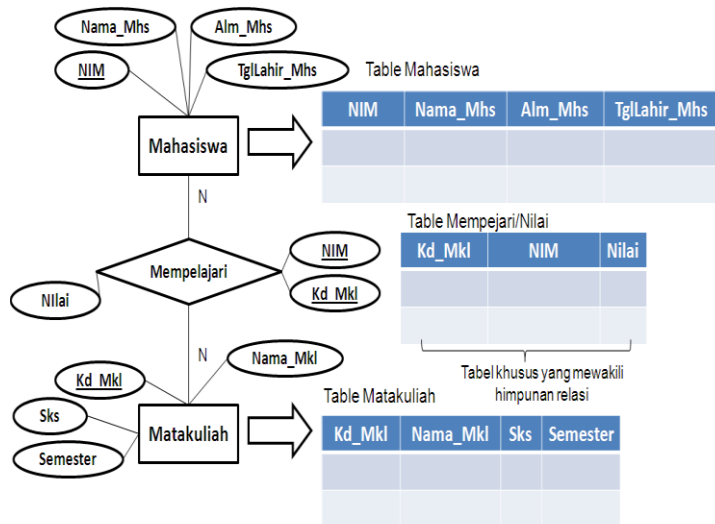 Nama_Mhs
Alm_Mhs
NIM
TglLahir_Mhs
Table Mahasiswa
NIM Nama_Mhs Alm_Mhs TglLahir_Mhs
Mahasiswa
N
Table Mempejari/Nilai
Kd_Mkl NIM Nilai
NIM
Mempelajari
Kd_Mkl
NIlai
N
Nama_Mkl
Tabel khusus yang mewakili
himpunan relasi
Kd_Mkl
Sks
Table Matakuliah
Matakuliah
Kd_Mkl Nama_Mkl Sks Semester
Semester